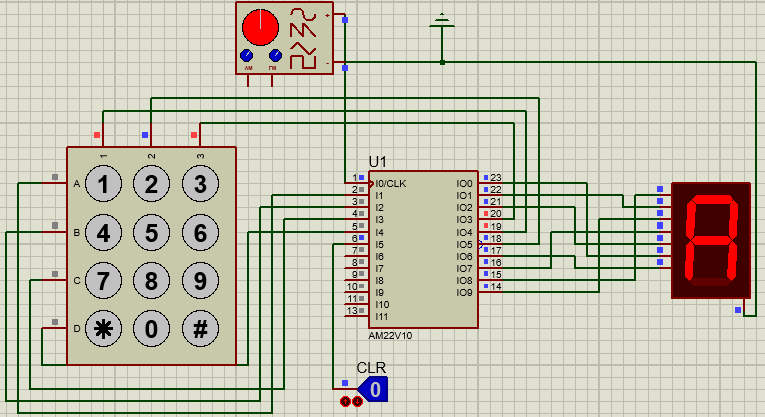 +
AM FM
-
1 2 3
A 1 2 3
B 4 5 6
C 7 8 9
D * 0 #
U1
1 I0/CLK IO0 23
2 I1 IO1 22
3 I2 IO2 21
4 I3 IO3 20
5 I4 IO4 19
6 I5 IO5 18
7 I6 IO6 17
8 I7 IO7 16
9 I8 IO8 15
10 I9 IO9 14
11 I10
13 I11
AM22V10
CLR
0